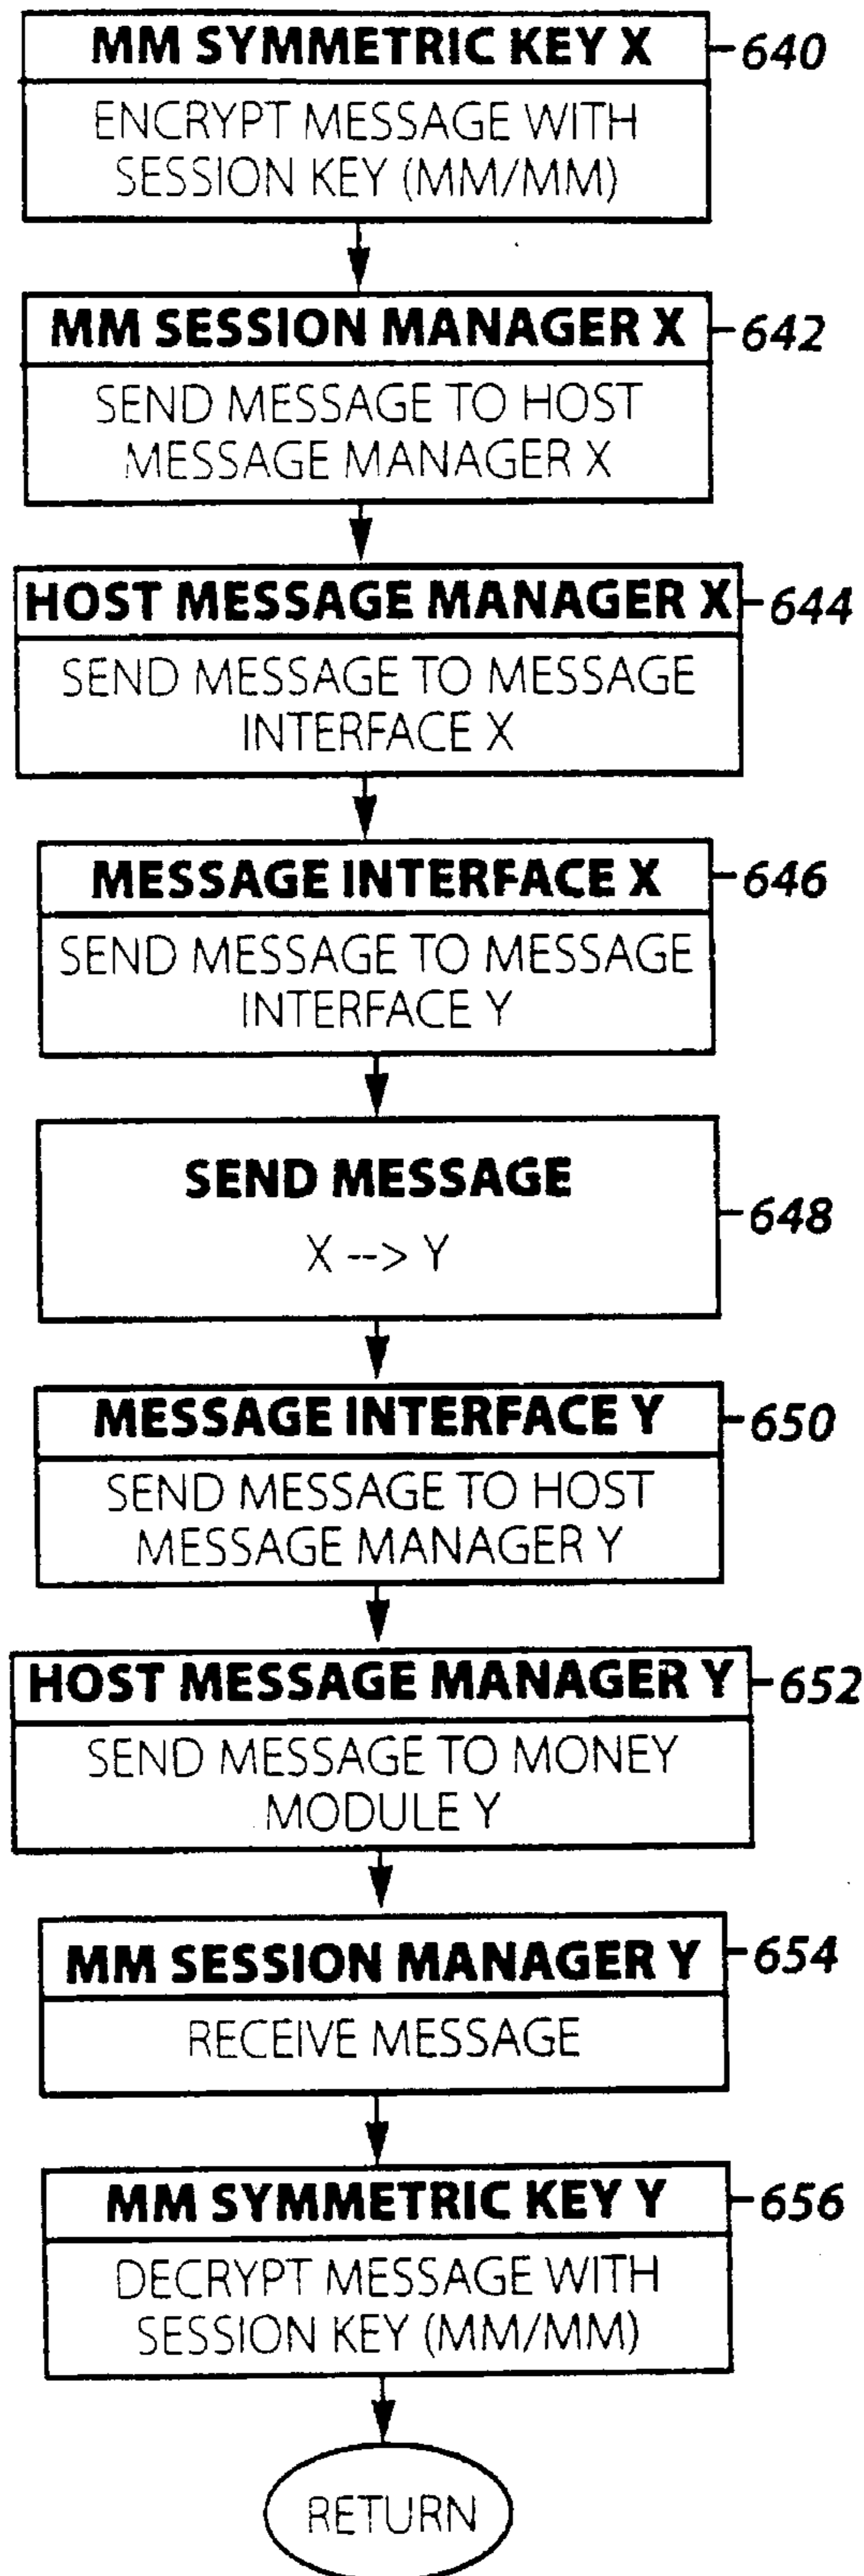 MM SYMMETRIC KEY X 640
ENCRYPT MESSAGE WITH
SESSION KEY (MM/MM)
MM SESSION MANAGER X 642
SEND MESSAGE TO HOST
MESSAGE MANAGER X
HOST MESSAGE MANAGER X 644
SEND MESSAGE TO MESSAGE
INTERFACE X
MESSAGE INTERFACE X 646
SEND MESSAGE TO MESSAGE
INTERFACE Y
SEND MESSAGE
648
X --> Y
MESSAGE INTERFACE Y 650
SEND MESSAGE TO HOST
MESSAGE MANAGER Y
HOST MESSAGE MANAGER Y 652
SEND MESSAGE TO MONEY
MODULE Y
MM SESSION MANAGER Y 654
RECEIVE MESSAGE
MM SYMMETRIC KEY Y 656
DECRYPT MESSAGE WITH
SESSION KEY (MM/MM)
RETURN